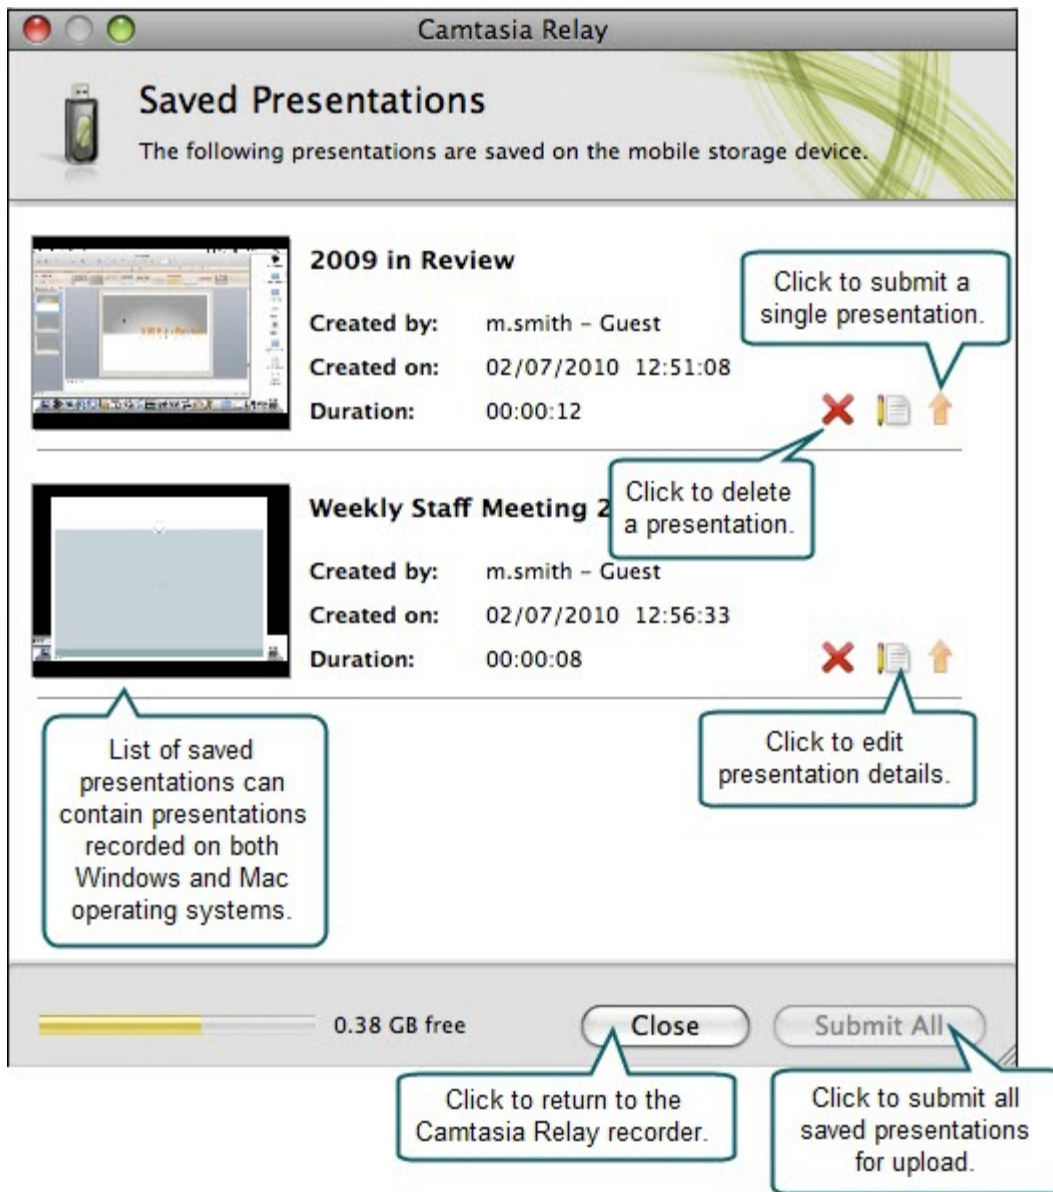 Camtasia Relay
Saved Presentations
The following presentations are saved on the mobile storage device.
2009 in Review
Created by: m.smith – Guest
Created on: 02/07/2010 12:51:08
Duration: 00:00:12
Click to submit a
single presentation.
Click to delete
a presentation.
Weekly Staff Meeting 2
Created by: m.smith – Guest
Created on: 02/07/2010 12:56:33
Duration: 00:00:08
Click to edit
presentation details.
List of saved
presentations can
contain presentations
recorded on both
Windows and Mac
operating systems.
0.38 GB free
Close
Submit All
Click to return to the
Camtasia Relay recorder.
Click to submit all
saved presentations
for upload.